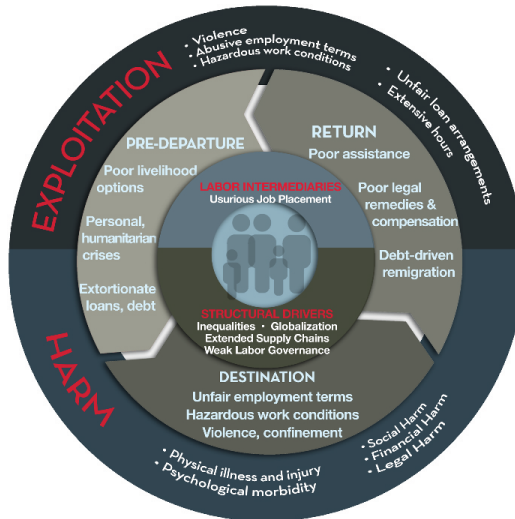 EXPLOITATION
• Violence
• Abusive employment terms
• Hazardous work conditions
• Unfair loan arrangements
• Extensive hours
PRE-DEPARTURE
Poor livelihood
options
Personal,
humanitarian
crises
Extortionate
loans, debt
RETURN
Poor assistance
Poor legal
remedies &
compensation
Debt-driven
remigration
LABOR INTERMEDIARIES
Usurious Job Placement
STRUCTURAL DRIVERS
Inequalities • Globalization
Extended Supply Chains
Weak Labor Governance
DESTINATION
Unfair employment terms
Hazardous work conditions
Violence, confinement
HARM
• Physical illness and injury
• Psychological morbidity
• Social Harm
• Financial Harm
• Legal Harm